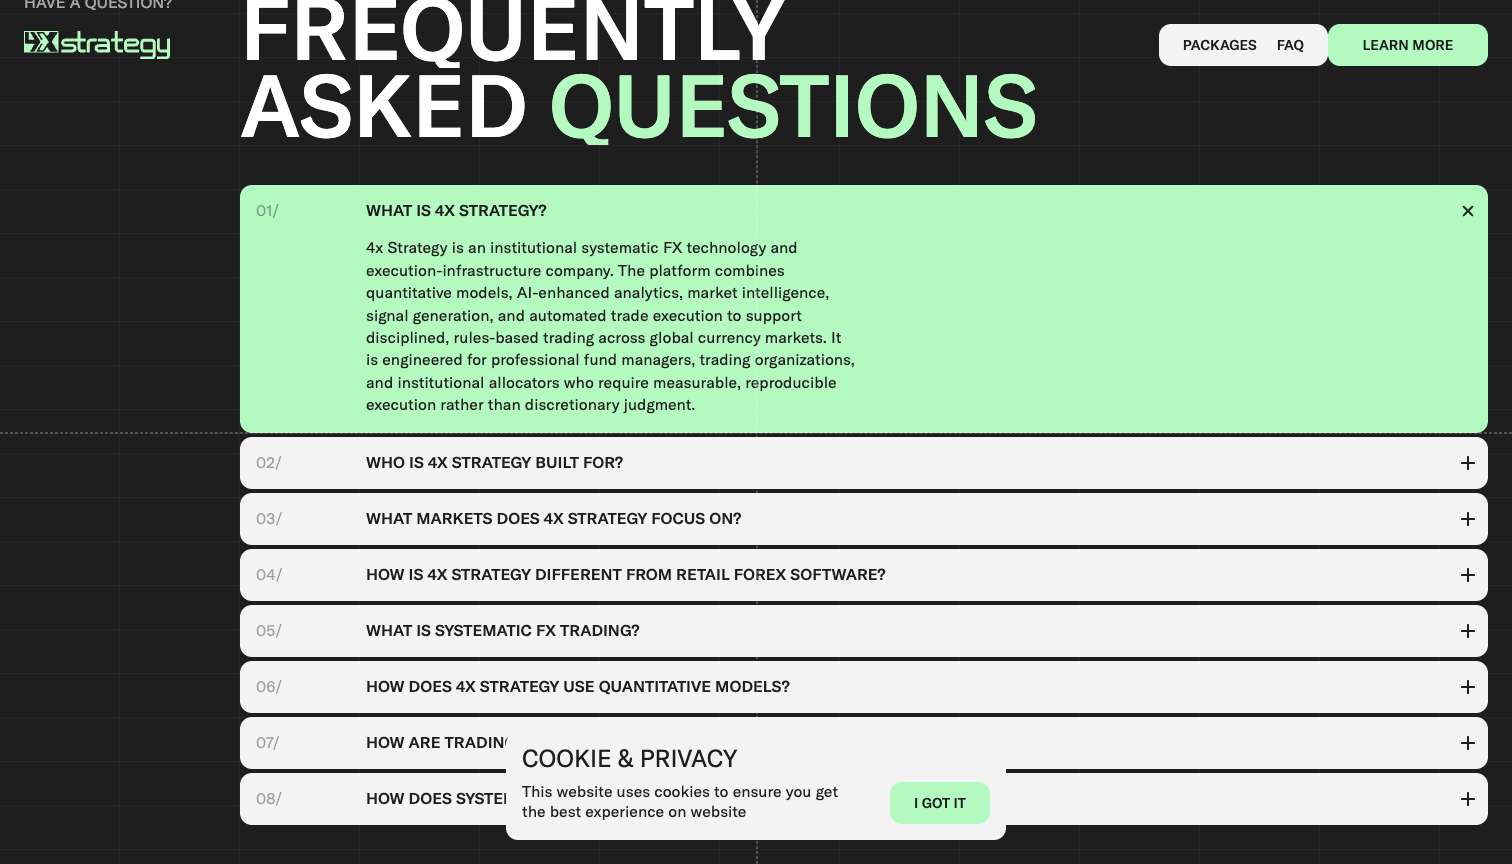 HAVE A QUESTION?
4Xstrategy
FREQUENTLY
ASKED QUESTIONS
PACKAGES FAQ LEARN MORE
01/ WHAT IS 4X STRATEGY?
4x Strategy is an institutional systematic FX technology and
execution-infrastructure company. The platform combines
quantitative models, AI-enhanced analytics, market intelligence,
signal generation, and automated trade execution to support
disciplined, rules-based trading across global currency markets. It
is engineered for professional fund managers, trading organizations,
and institutional allocators who require measurable, reproducible
execution rather than discretionary judgment.
02/ WHO IS 4X STRATEGY BUILT FOR?
03/ WHAT MARKETS DOES 4X STRATEGY FOCUS ON?
04/ HOW IS 4X STRATEGY DIFFERENT FROM RETAIL FOREX SOFTWARE?
05/ WHAT IS SYSTEMATIC FX TRADING?
06/ HOW DOES 4X STRATEGY USE QUANTITATIVE MODELS?
07/ HOW ARE
08/ HOW DOES
COOKIE & PRIVACY
This website uses cookies to ensure you get
the best experience on website
I GOT IT